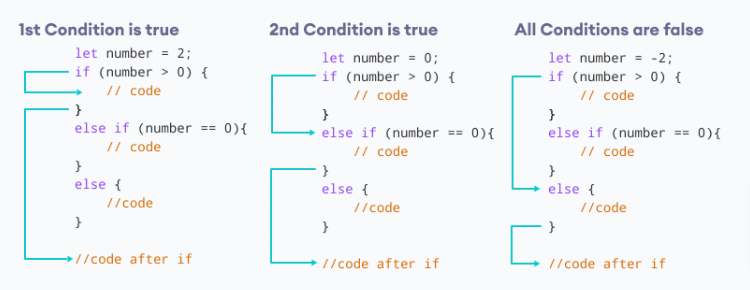 1st Condition is true
let number = 2;
if (number > 0) {
// code
}
else if (number == 0){
// code
}
else {
//code
}
//code after if
2nd Condition is true
let number = 0;
if (number > 0) {
// code
}
else if (number == 0){
// code
}
else {
//code
}
//code after if
All Conditions are false
let number = -2;
if (number > 0) {
// code
}
else if (number == 0){
// code
}
else {
//code
}
//code after if